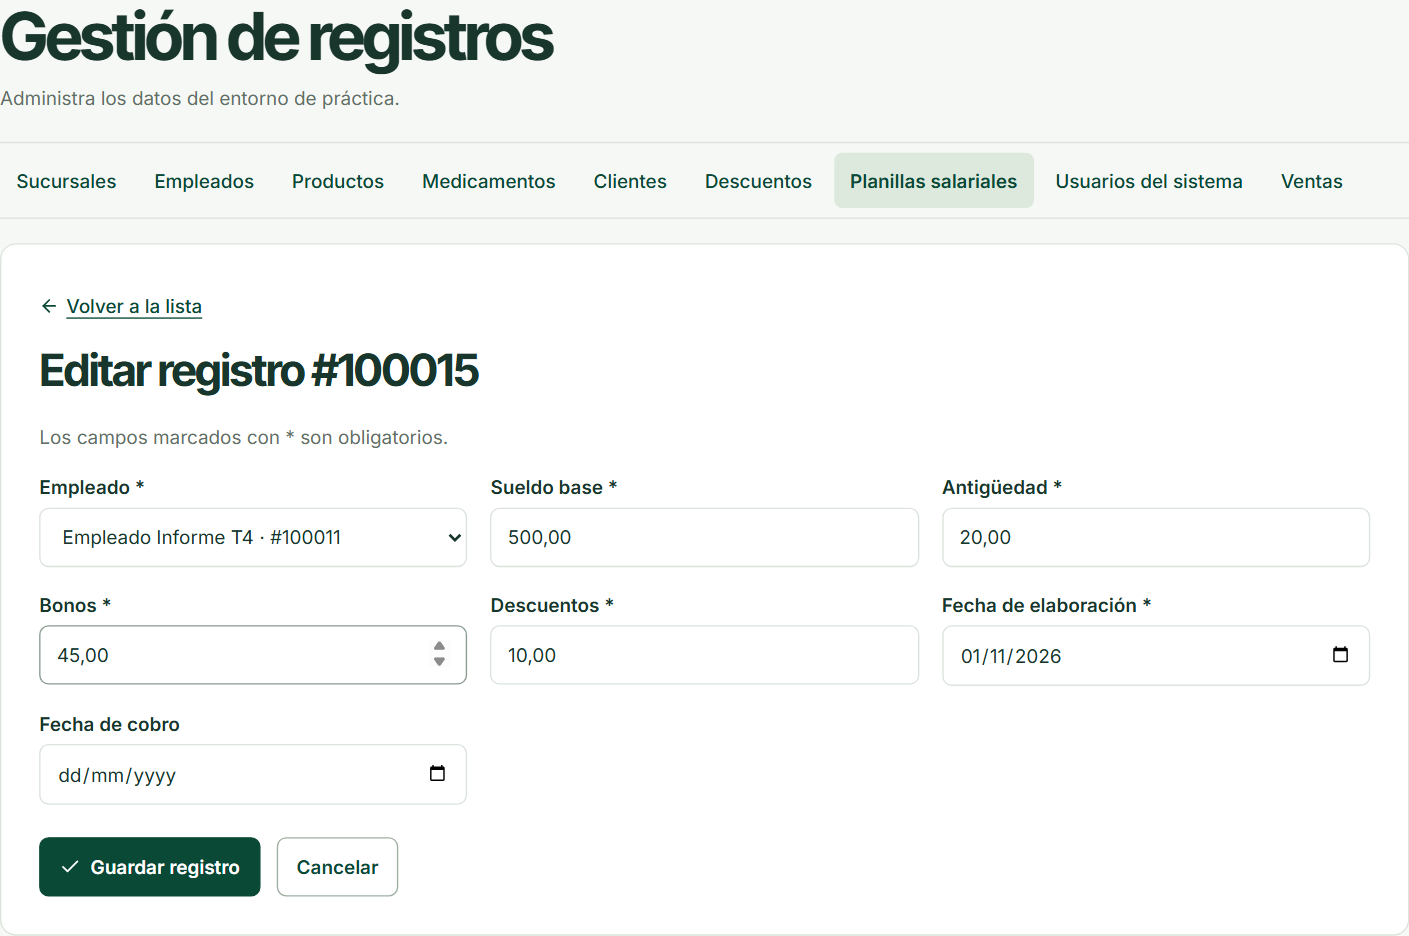 Gestión de registros
Administra los datos del entorno de práctica.
Sucursales Empleados Productos Medicamentos Clientes Descuentos Planillas salariales Usuarios del sistema Ventas
← Volver a la lista
Editar registro #100015
Los campos marcados con * son obligatorios.
Empleado * Sueldo base * Antigüedad *
Empleado Informe T4 · #100011 500,00 20,00
Bonos * Descuentos * Fecha de elaboración *
45,00 10,00 01/11/2026
Fecha de cobro
dd/mm/yyyy
Guardar registro Cancelar